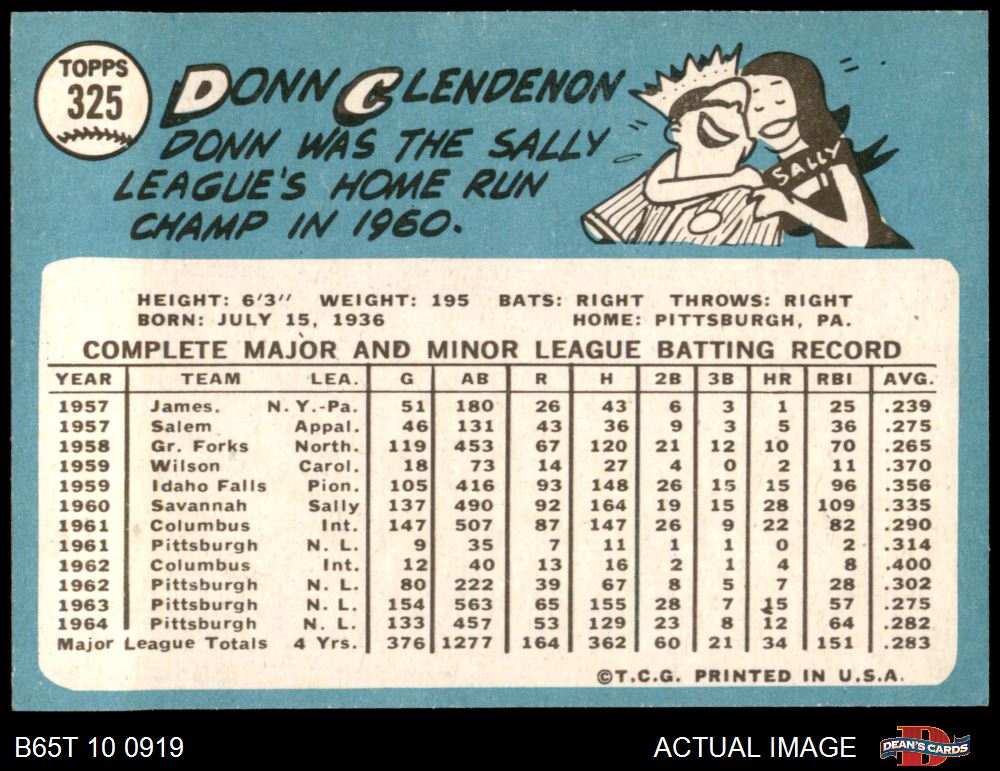 TOPPS
325
DONN CLENDENON
DONN WAS THE SALLY
LEAGUE'S HOME RUN
CHAMP IN 1960.
SALLY
HEIGHT: 6'3" WEIGHT: 195 BATS: RIGHT THROWS: RIGHT
BORN: JULY 15, 1936 HOME: PITTSBURGH, PA.
COMPLETE MAJOR AND MINOR LEAGUE BATTING RECORD
YEAR TEAM LEA. G AB R H 2B 3B HR RBI AVG.
1957 James. N.Y.-Pa. 51 180 26 43 6 3 1 25 .239
1957 Salem Appal. 46 131 43 36 9 3 5 36 .275
1958 Gr. Forks North. 119 453 67 120 21 12 10 70 .265
1959 Wilson Carol. 18 73 14 27 4 0 2 11 .370
1959 Idaho Falls Pion. 105 416 93 148 26 15 15 96 .356
1960 Savannah Sally 137 490 92 164 19 15 28 109 .335
1961 Columbus Int. 147 507 87 147 26 9 22 82 .290
1961 Pittsburgh N. L. 9 35 7 11 1 1 0 2 .314
1962 Columbus Int. 12 40 13 16 2 1 4 8 .400
1962 Pittsburgh N. L. 80 222 39 67 8 5 7 28 .302
1963 Pittsburgh N. L. 154 563 65 155 28 7 15 57 .275
1964 Pittsburgh N. L. 133 457 53 129 23 8 12 64 .282
Major League Totals 4 Yrs. 376 1277 164 362 60 21 34 151 .283
©T.C.G. PRINTED IN U.S.A.
B65T 10 0919 ACTUAL IMAGE DEAN'S CARDS